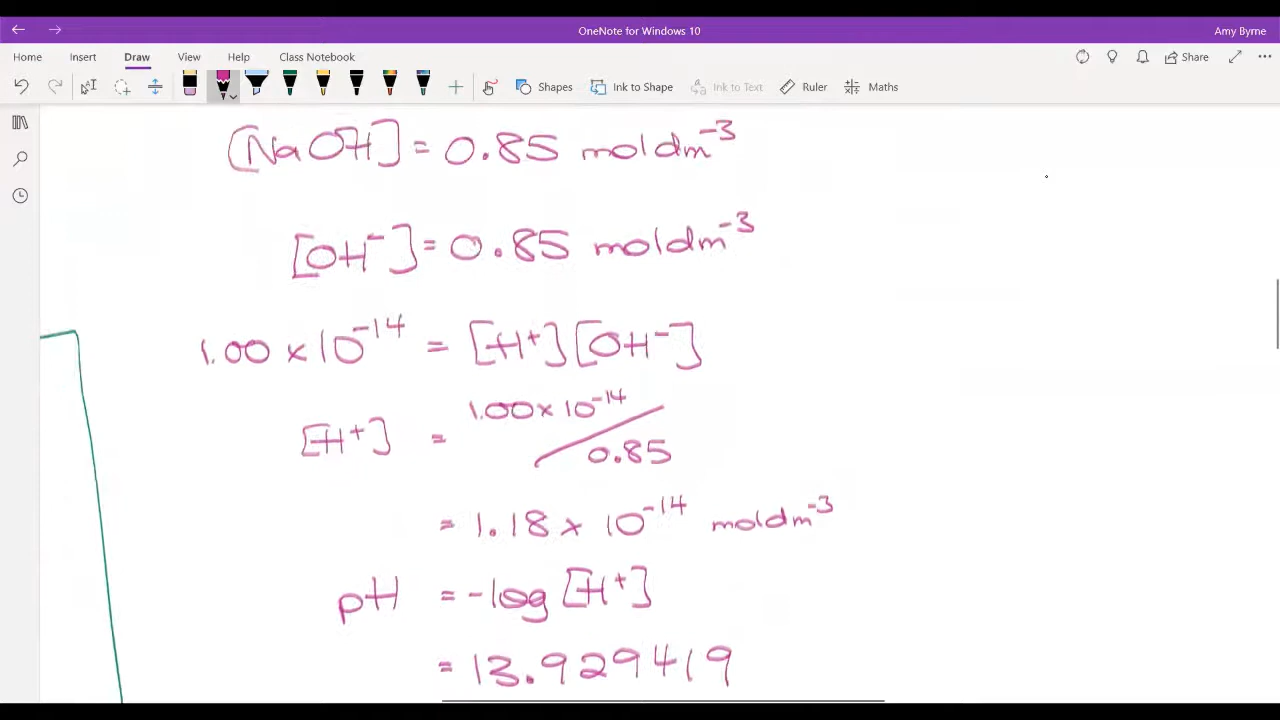 OneNote for Windows 10
Amy Byrne
Home Insert Draw View Help Class Notebook Share
Shapes Ink to Shape Ink to Text Ruler Maths
[NaOH] = 0.85 moldm⁻³
[OH⁻] = 0.85 moldm⁻³
1.00 × 10⁻¹⁴ = [H⁺][OH⁻]
[H⁺] = 1.00 × 10⁻¹⁴ / 0.85
= 1.18 × 10⁻¹⁴ moldm⁻³
pH = -log [H⁺]
= 13.929419